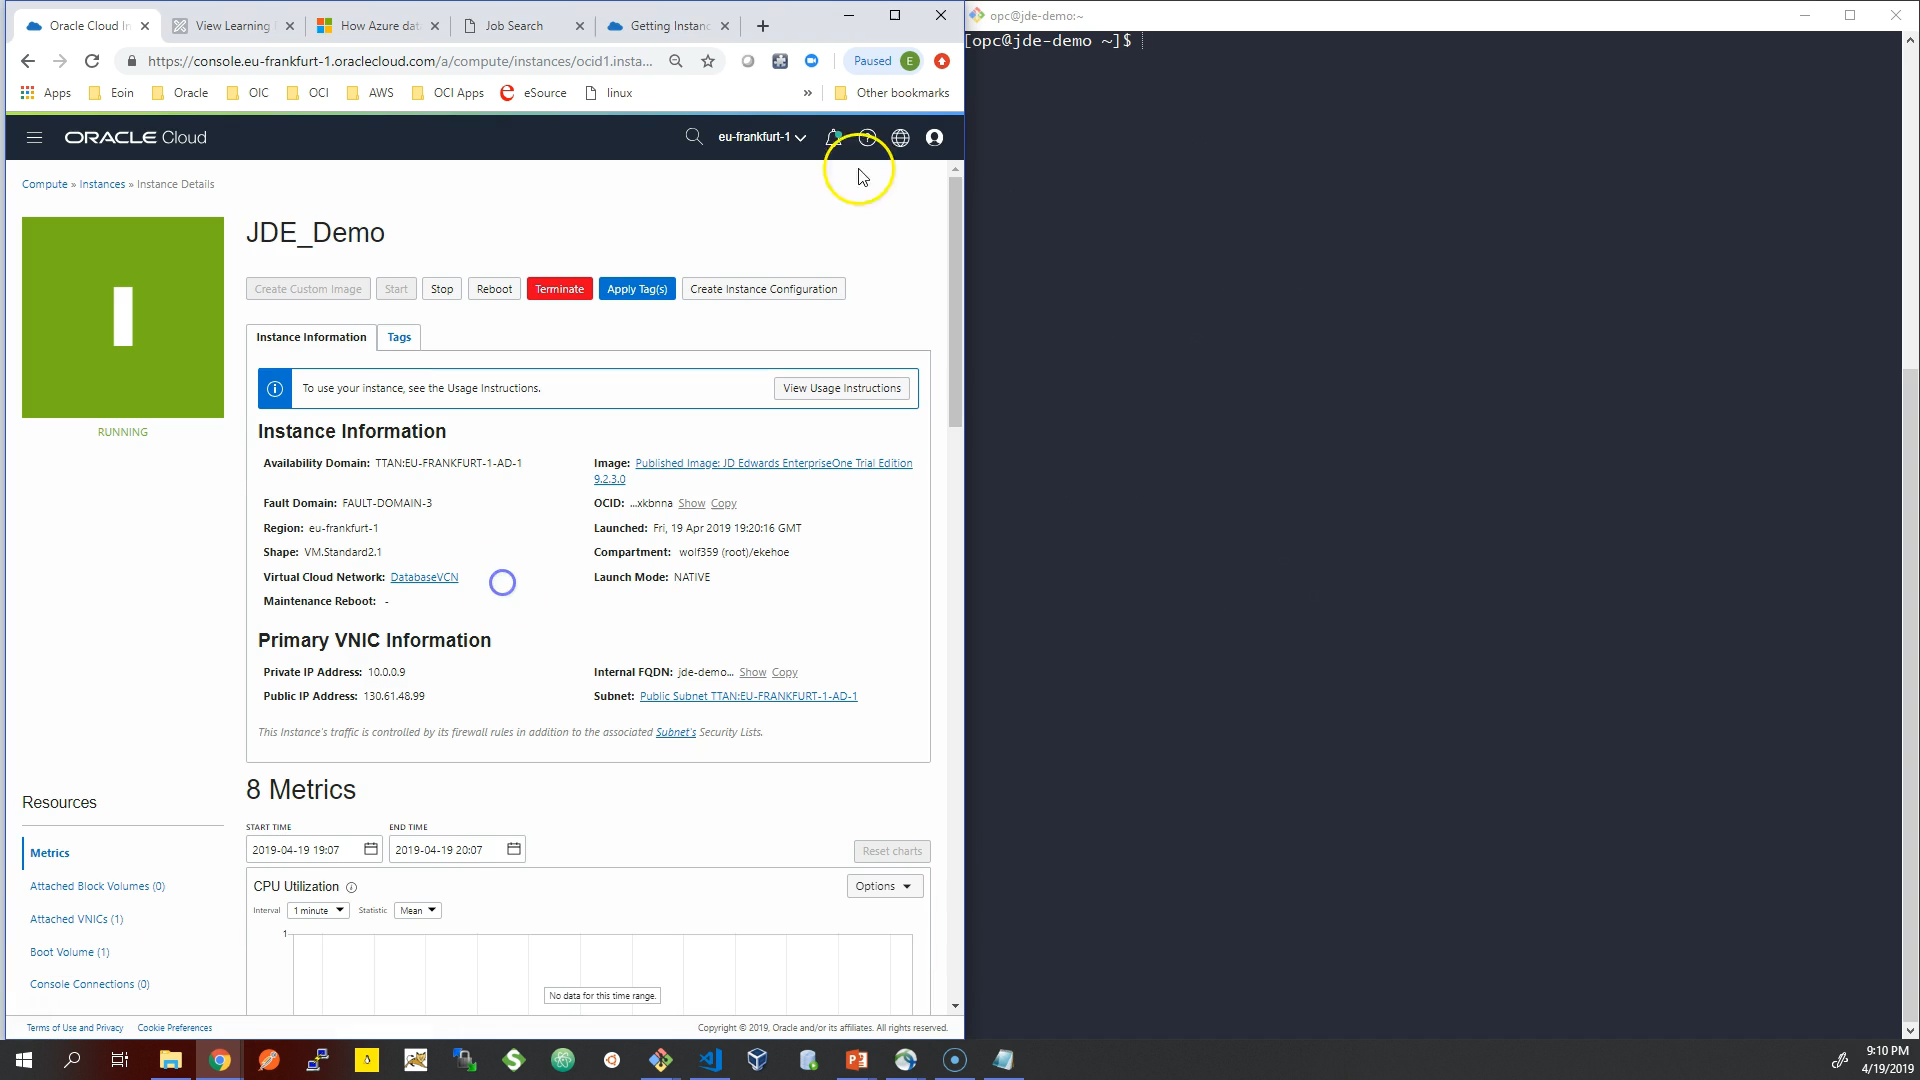 Oracle Cloud In
View Learning
How Azure dat
Job Search
Getting Instanc
https://console.eu-frankfurt-1.oraclecloud.com/a/compute/instances/ocid1.insta...
Paused
E
Apps
Eoin
Oracle
OIC
OCI
AWS
OCI Apps
eSource
linux
»
Other bookmarks
ORACLE Cloud
eu-frankfurt-1
Compute » Instances » Instance Details
JDE_Demo
Create Custom Image
Start
Stop
Reboot
Terminate
Apply Tag(s)
Create Instance Configuration
I
RUNNING
Instance Information
Tags
To use your instance, see the Usage Instructions.
View Usage Instructions
Instance Information
Availability Domain: TTAN:EU-FRANKFURT-1-AD-1
Fault Domain: FAULT-DOMAIN-3
Region: eu-frankfurt-1
Shape: VM.Standard2.1
Virtual Cloud Network: DatabaseVCN
Maintenance Reboot: -
Image: Published Image: JD Edwards EnterpriseOne Trial Edition
9.2.3.0
OCID: ...xkbnna Show Copy
Launched: Fri, 19 Apr 2019 19:20:16 GMT
Compartment: wolf359 (root)/ekehoe
Launch Mode: NATIVE
Primary VNIC Information
Private IP Address: 10.0.0.9
Public IP Address: 130.61.48.99
Internal FQDN: jde-demo... Show Copy
Subnet: Public Subnet TTAN:EU-FRANKFURT-1-AD-1
This Instance's traffic is controlled by its firewall rules in addition to the associated Subnet's Security Lists.
Resources
Metrics
Attached Block Volumes (0)
Attached VNICs (1)
Boot Volume (1)
Console Connections (0)
8 Metrics
START TIME
END TIME
2019-04-19 19:07
2019-04-19 20:07
Reset charts
CPU Utilization
Options
Interval 1 minute Statistic Mean
1
No data for this time range.
Terms of Use and Privacy Cookie Preferences
Copyright © 2019, Oracle and/or its affiliates. All rights reserved.
opc@jde-demo:~
[opc@jde-demo ~]$
9:10 PM
4/19/2019